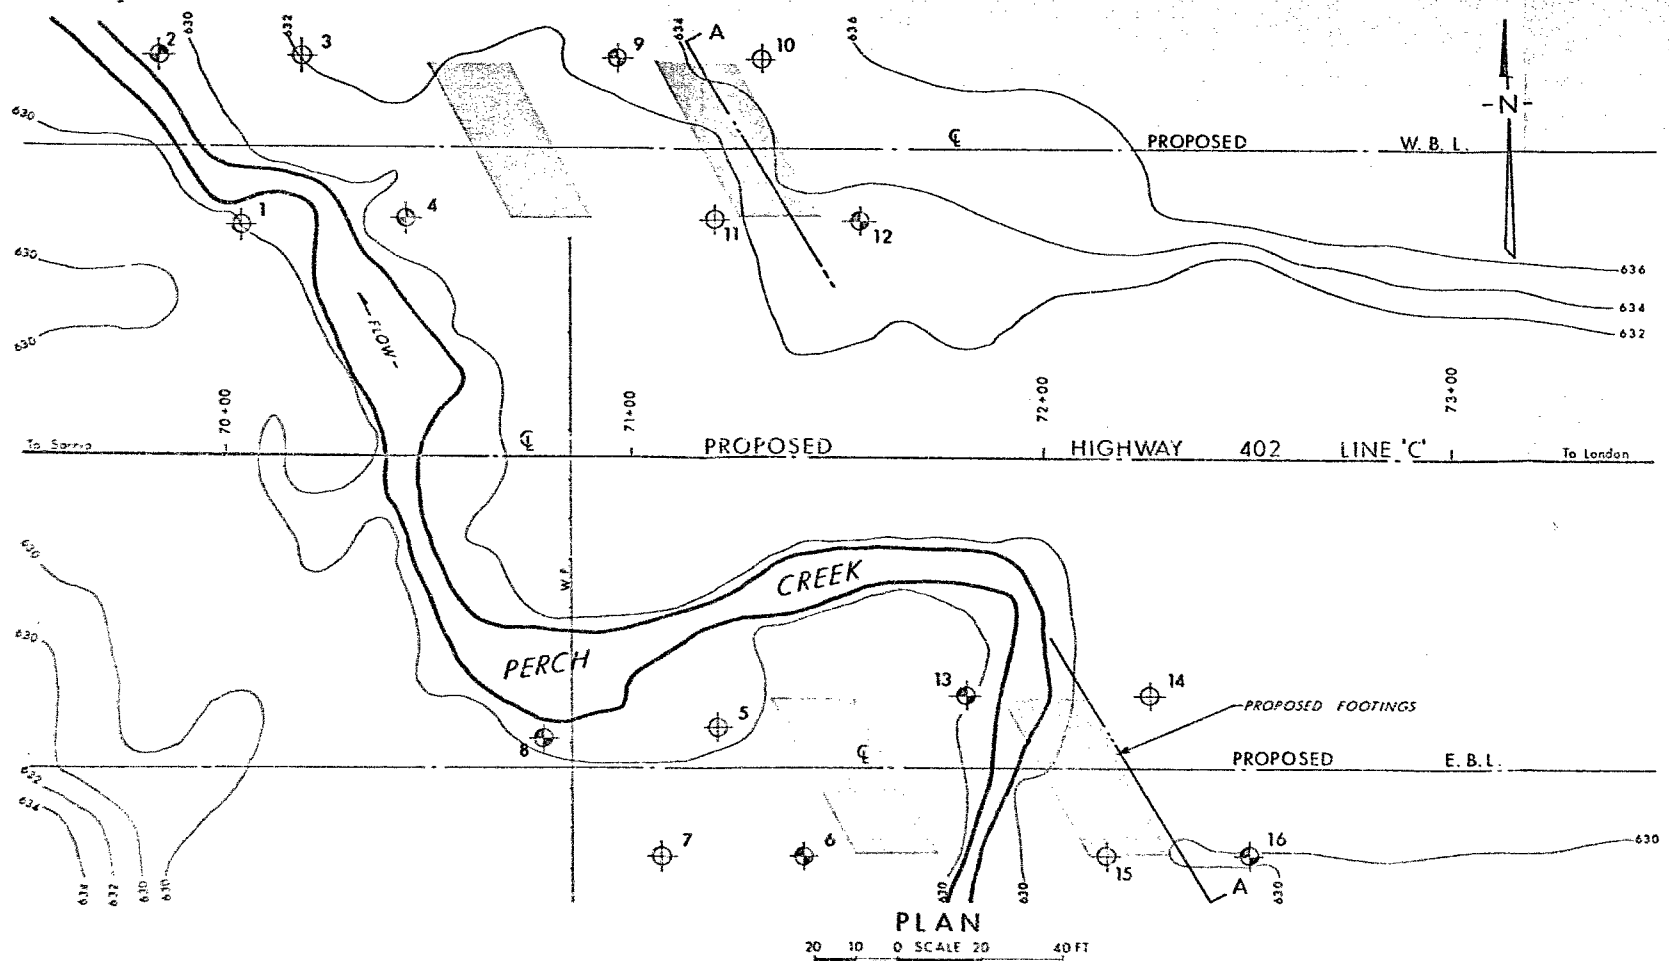 630
632
634
A
636
2
3
9
10
-N-
630
℄
PROPOSED
W. B. L.
1
4
11
12
630
FLOW
636
634
632
630
70+00
71+00
72+00
73+00
To Sarnia
℄
PROPOSED
HIGHWAY 402 LINE 'C'
To London
630
W.P.
CREEK
630
PERCH
13
14
PROPOSED FOOTINGS
5
8
℄
PROPOSED
E. B. L.
632
634
7
6
16
630
15
A
632
630
630
630
630
630
PLAN
20 10 0 SCALE 20 40 FT